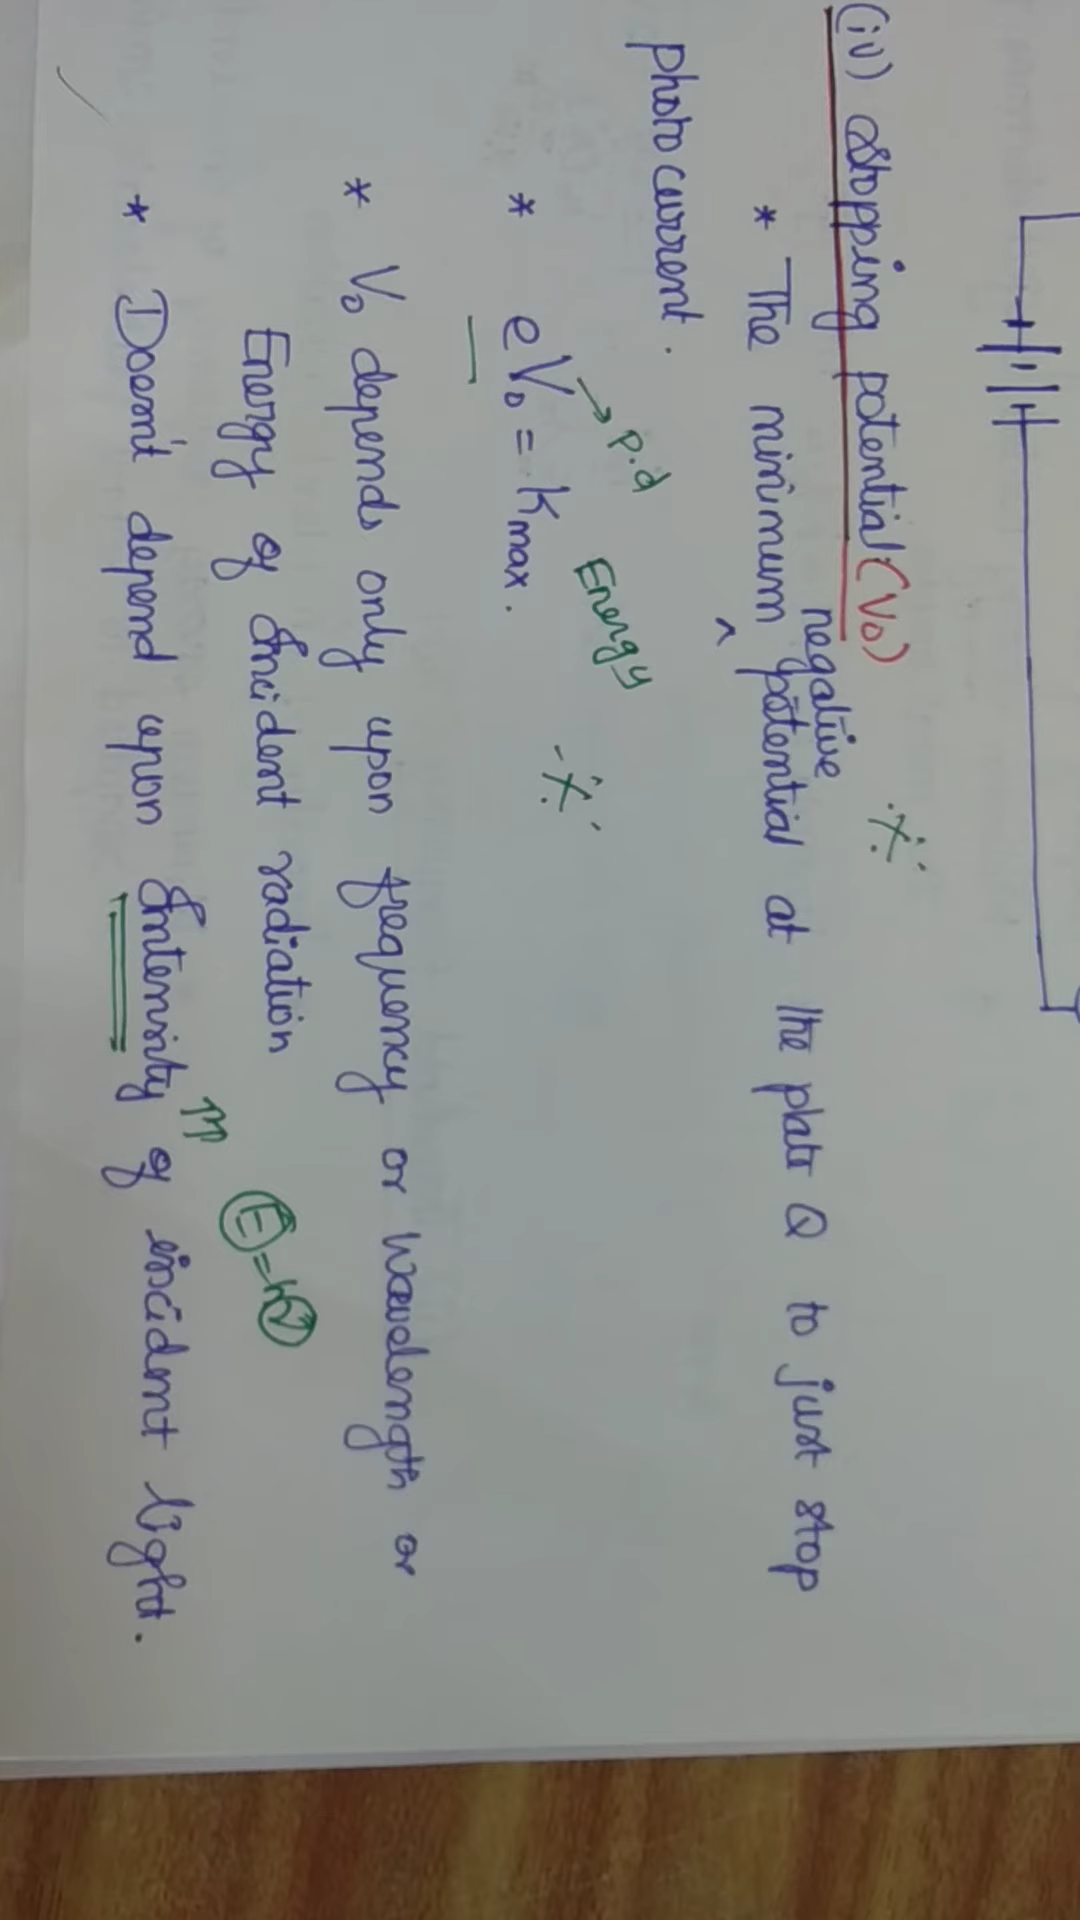 (iv) Stopping potential (V₀)
* The minimum negative potential at the plate Q to just stop
photo current.
→ p.d Energy
* eV₀ = Kmax.
* V₀ depends only upon frequency or wavelength or
Energy of Incident radiation
E=hν
* Doesn't depend upon Intensity of incident light.